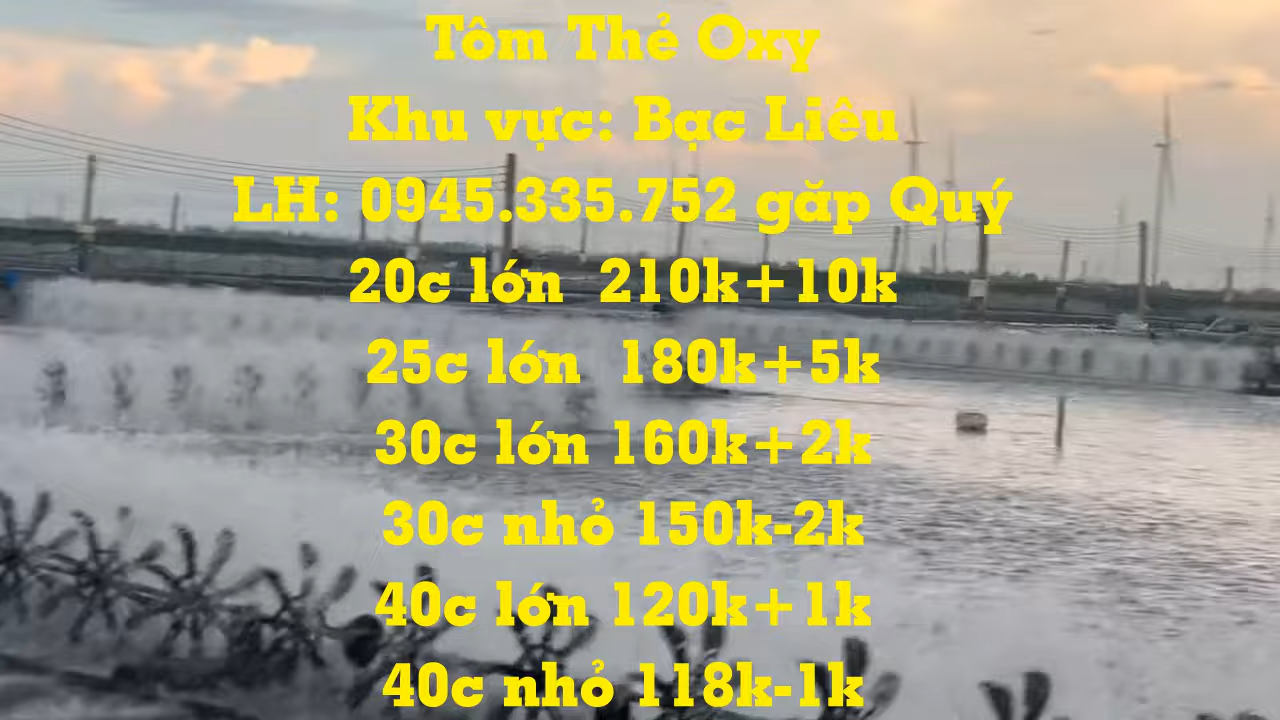 Tôm Thẻ Oxy
Khu vực: Bạc Liêu
LH: 0945.335.752 găp Quý
20c lớn 210k+10k
25c lớn 180k+5k
30c lớn 160k+2k
30c nhỏ 150k-2k
40c lớn 120k+1k
40c nhỏ 118k-1k